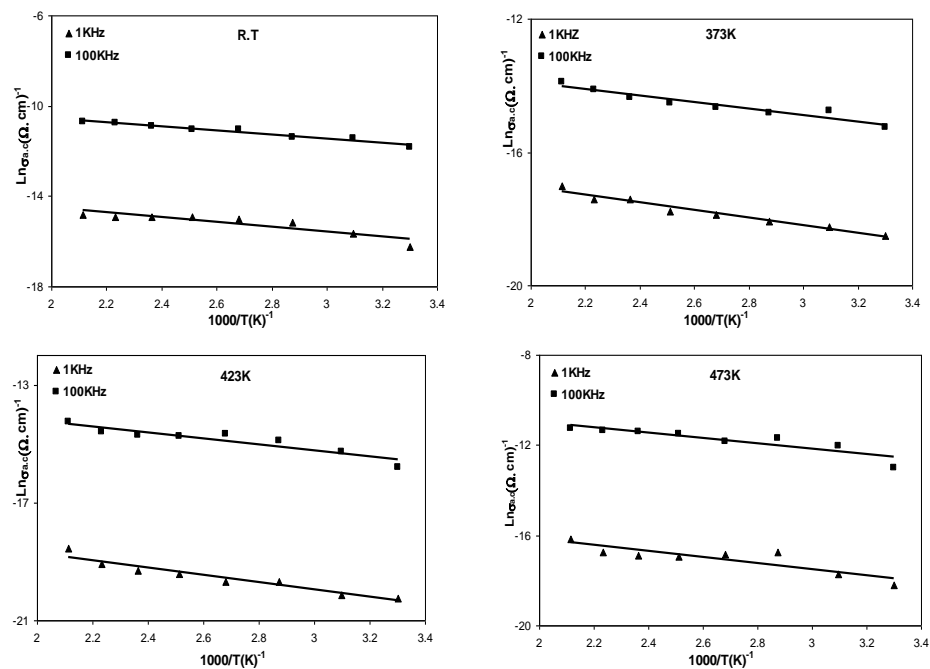 -6
1KHz
R.T
100KHz
-10
-14
-18
Lnσa.c(Ω. cm)-1
2 2.2 2.4 2.6 2.8 3 3.2 3.4
1000/T(K)-1
-12
1KHZ
373K
100KHz
-16
-20
Lnσa.c(Ω. cm)-1
2 2.2 2.4 2.6 2.8 3 3.2 3.4
1000/T(K)-1
1KHz
423K
-13
100KHz
-17
-21
Lnσa.c(Ω. cm)-1
2 2.2 2.4 2.6 2.8 3 3.2 3.4
1000/T(K)-1
-8
1KHz
473K
100KHz
-12
-16
-20
Lnσa.c(Ω. cm)-1
2 2.2 2.4 2.6 2.8 3 3.2 3.4
1000/T(K)-1